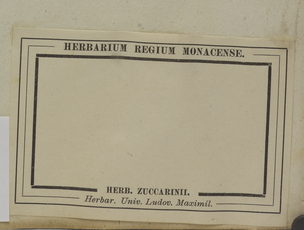 HERBARIUM REGIUM MONACENSE.
HERB. ZUCCARINII.
Herbar. Univ. Ludov. Maximil.